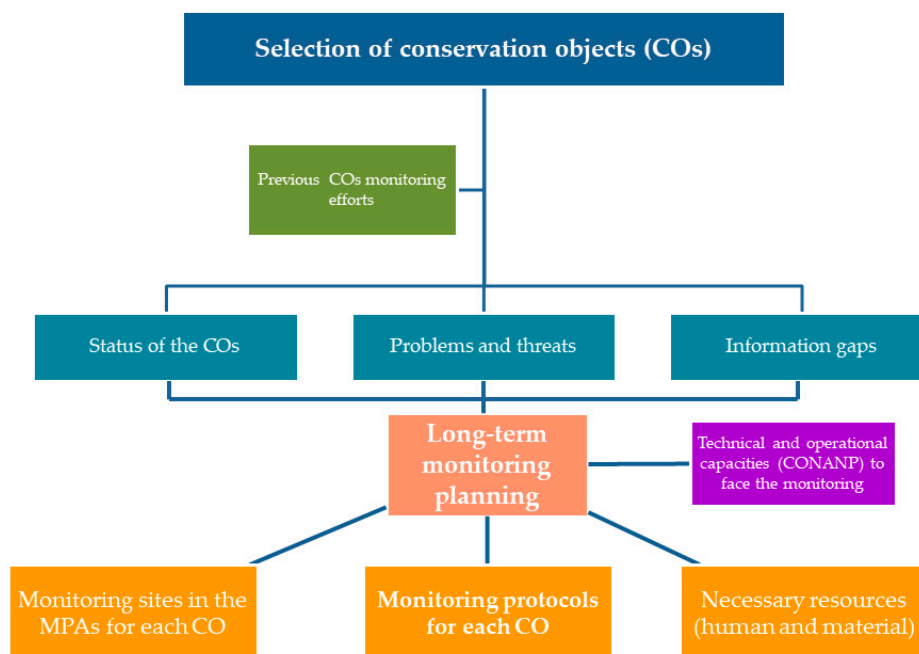 Selection of conservation objects (COs)
Previous COs monitoring
efforts
Status of the COs
Problems and threats
Information gaps
Long-term
monitoring
planning
Technical and operational
capacities (CONANP) to
face the monitoring
Monitoring sites in the
MPAs for each CO
Monitoring protocols
for each CO
Necessary resources
(human and material)